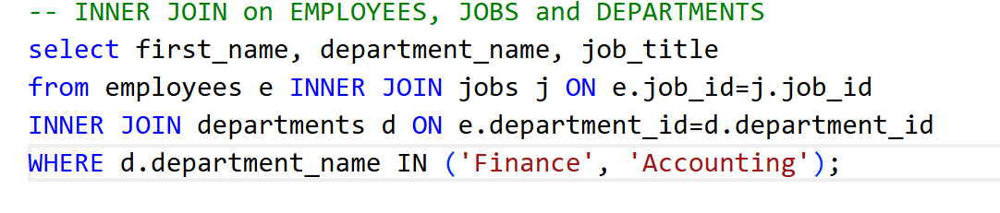 -- INNER JOIN on EMPLOYEES, JOBS and DEPARTMENTS
select first_name, department_name, job_title
from employees e INNER JOIN jobs j ON e.job_id=j.job_id
INNER JOIN departments d ON e.department_id=d.department_id
WHERE d.department_name IN ('Finance', 'Accounting');